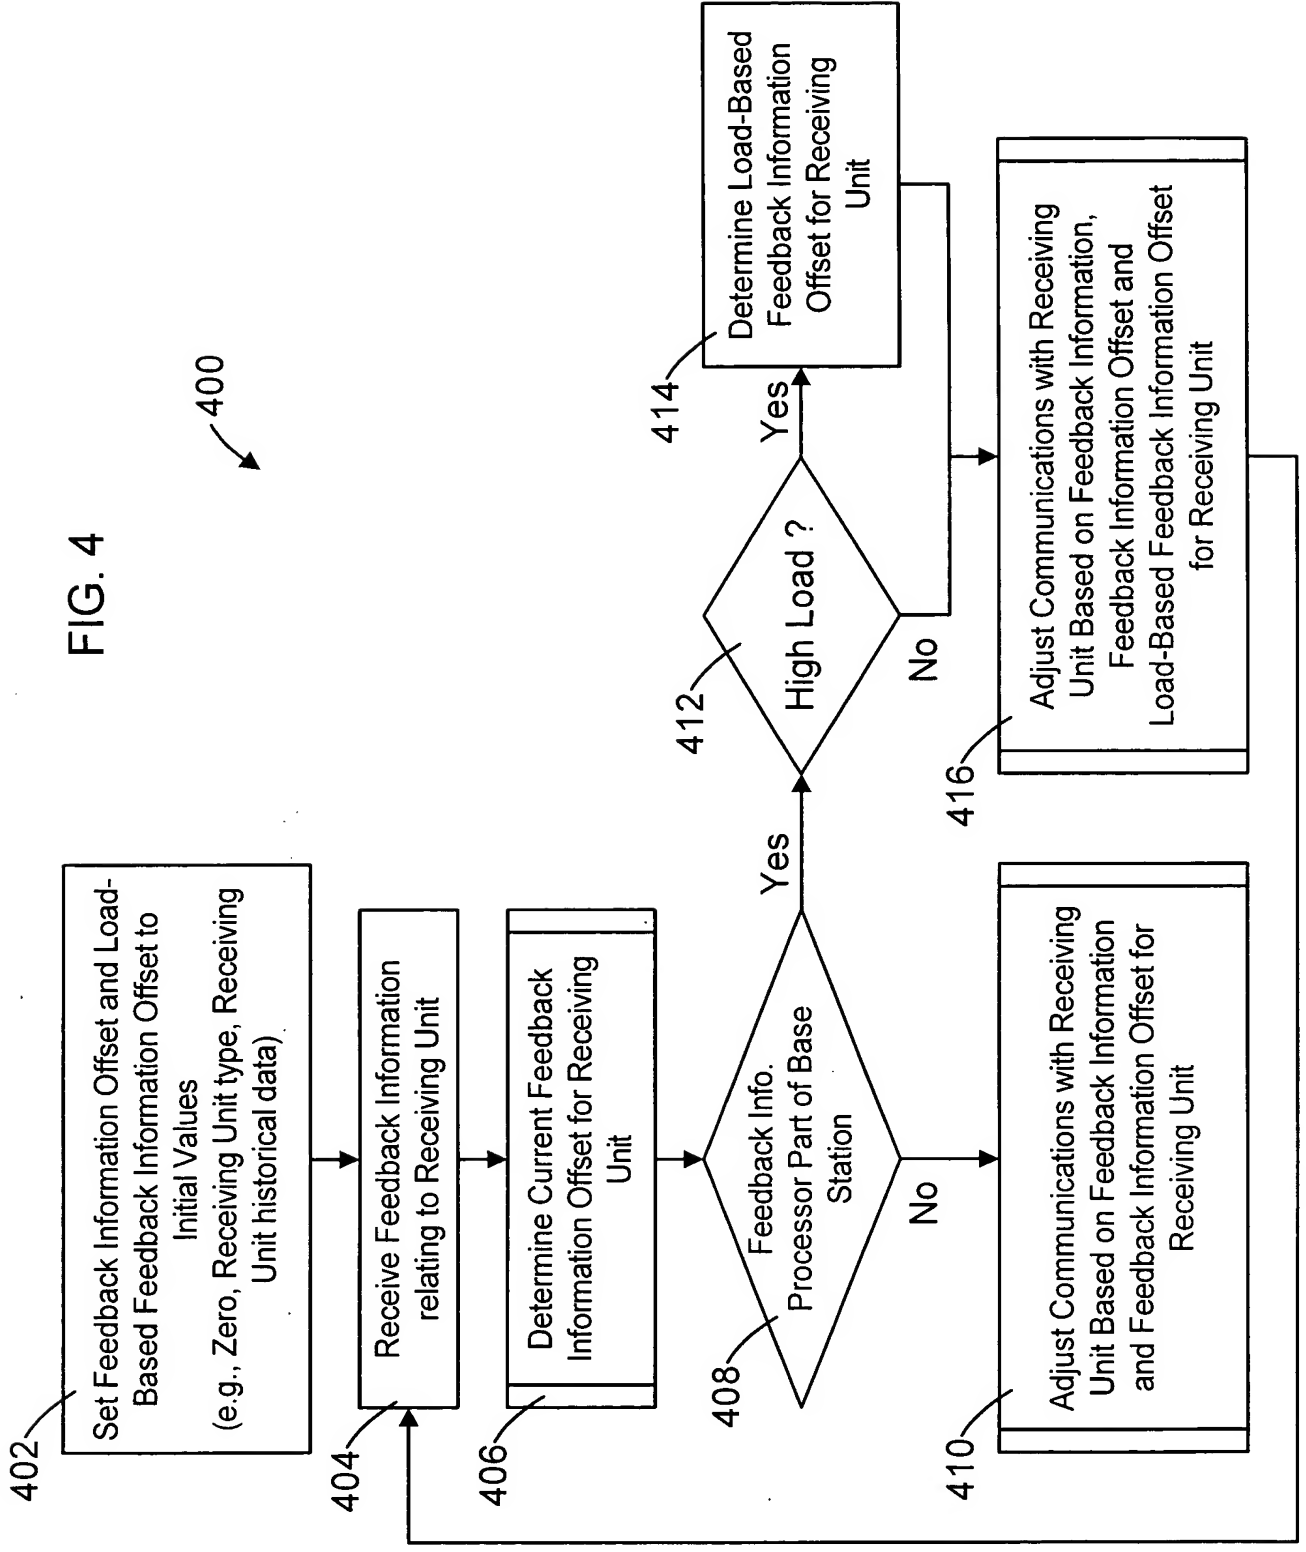 FIG. 4
400
402
Set Feedback Information Offset and Load-
Based Feedback Information Offset to
Initial Values
(e.g., Zero, Receiving Unit type, Receiving
Unit historical data)
404
Receive Feedback Information
relating to Receiving Unit
406
Determine Current Feedback
Information Offset for Receiving
Unit
408
Feedback Info.
Processor Part of Base
Station
Yes
No
410
Adjust Communications with Receiving
Unit Based on Feedback Information
and Feedback Information Offset for
Receiving Unit
412
High Load ?
Yes
No
414
Determine Load-Based
Feedback Information
Offset for Receiving
Unit
416
Adjust Communications with Receiving
Unit Based on Feedback Information,
Feedback Information Offset and
Load-Based Feedback Information Offset
for Receiving Unit